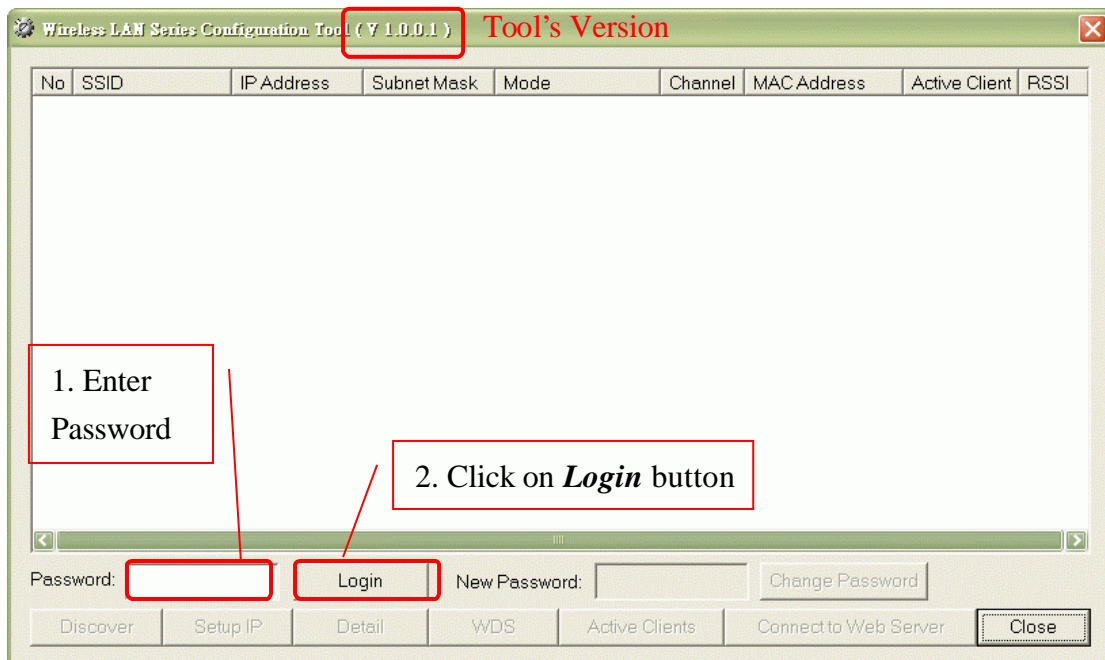 Wireless LAN Series Configuration Tool ( V 1.0.0.1 ) Tool's Version
No SSID IP Address Subnet Mask Mode Channel MAC Address Active Client RSSI
1. Enter
Password
2. Click on Login button
Password: Login New Password: Change Password
Discover Setup IP Detail WDS Active Clients Connect to Web Server Close